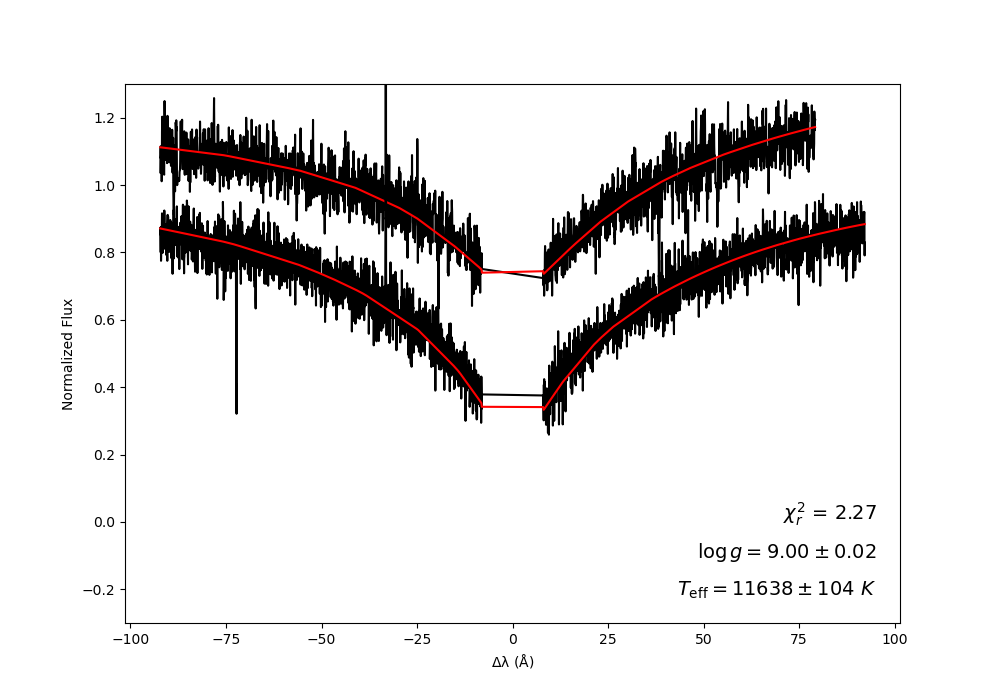 Normalized Flux
1.2
1.0
0.8
0.6
0.4
0.2
0.0
−0.2
χ²ᵣ = 2.27
log g = 9.00 ± 0.02
T_eff = 11638 ± 104 K
−100 −75 −50 −25 0 25 50 75 100
Δλ (Å)